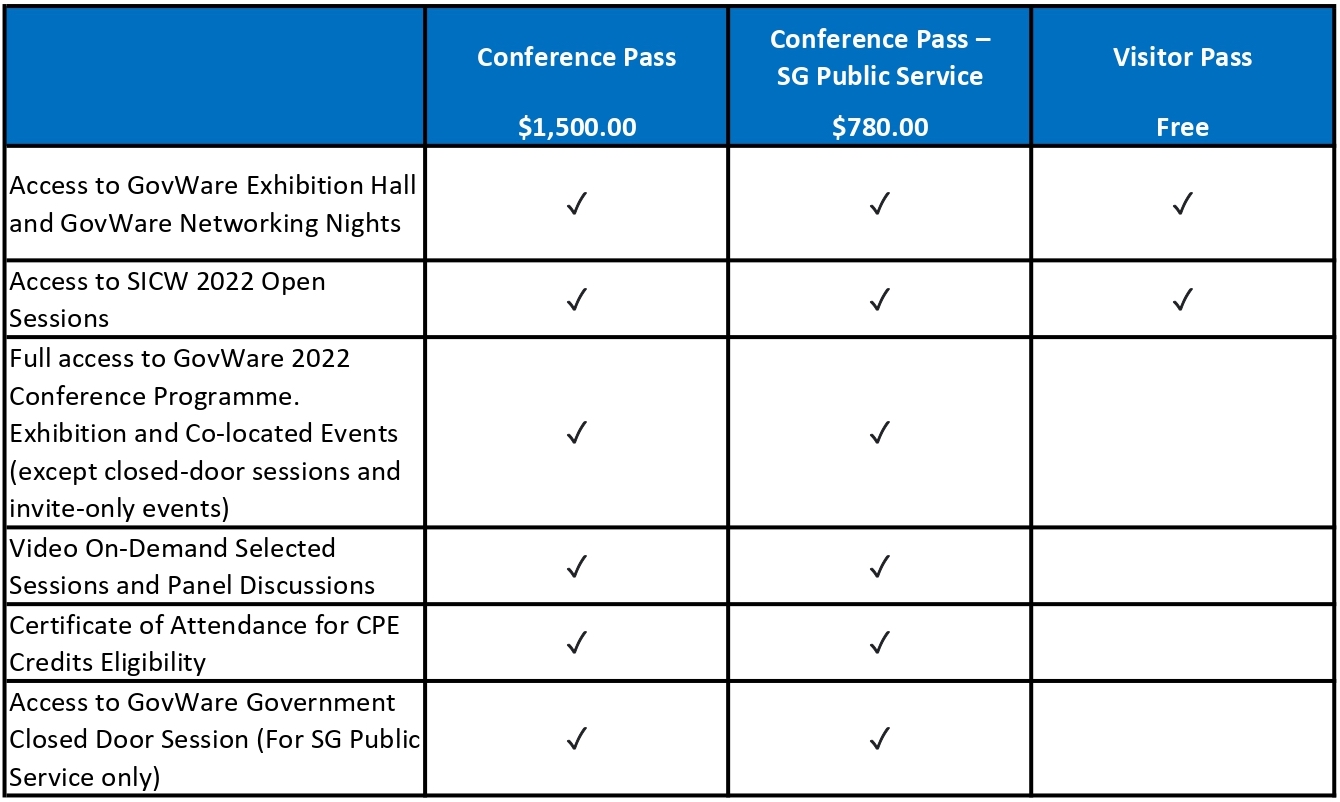 Conference Pass
$1,500.00
Conference Pass –
SG Public Service
$780.00
Visitor Pass
Free
Access to GovWare Exhibition Hall
and GovWare Networking Nights
✓ ✓ ✓
Access to SICW 2022 Open
Sessions
✓ ✓ ✓
Full access to GovWare 2022
Conference Programme.
Exhibition and Co-located Events
(except closed-door sessions and
invite-only events)
✓ ✓
Video On-Demand Selected
Sessions and Panel Discussions
✓ ✓
Certificate of Attendance for CPE
Credits Eligibility
✓ ✓
Access to GovWare Government
Closed Door Session (For SG Public
Service only)
✓ ✓